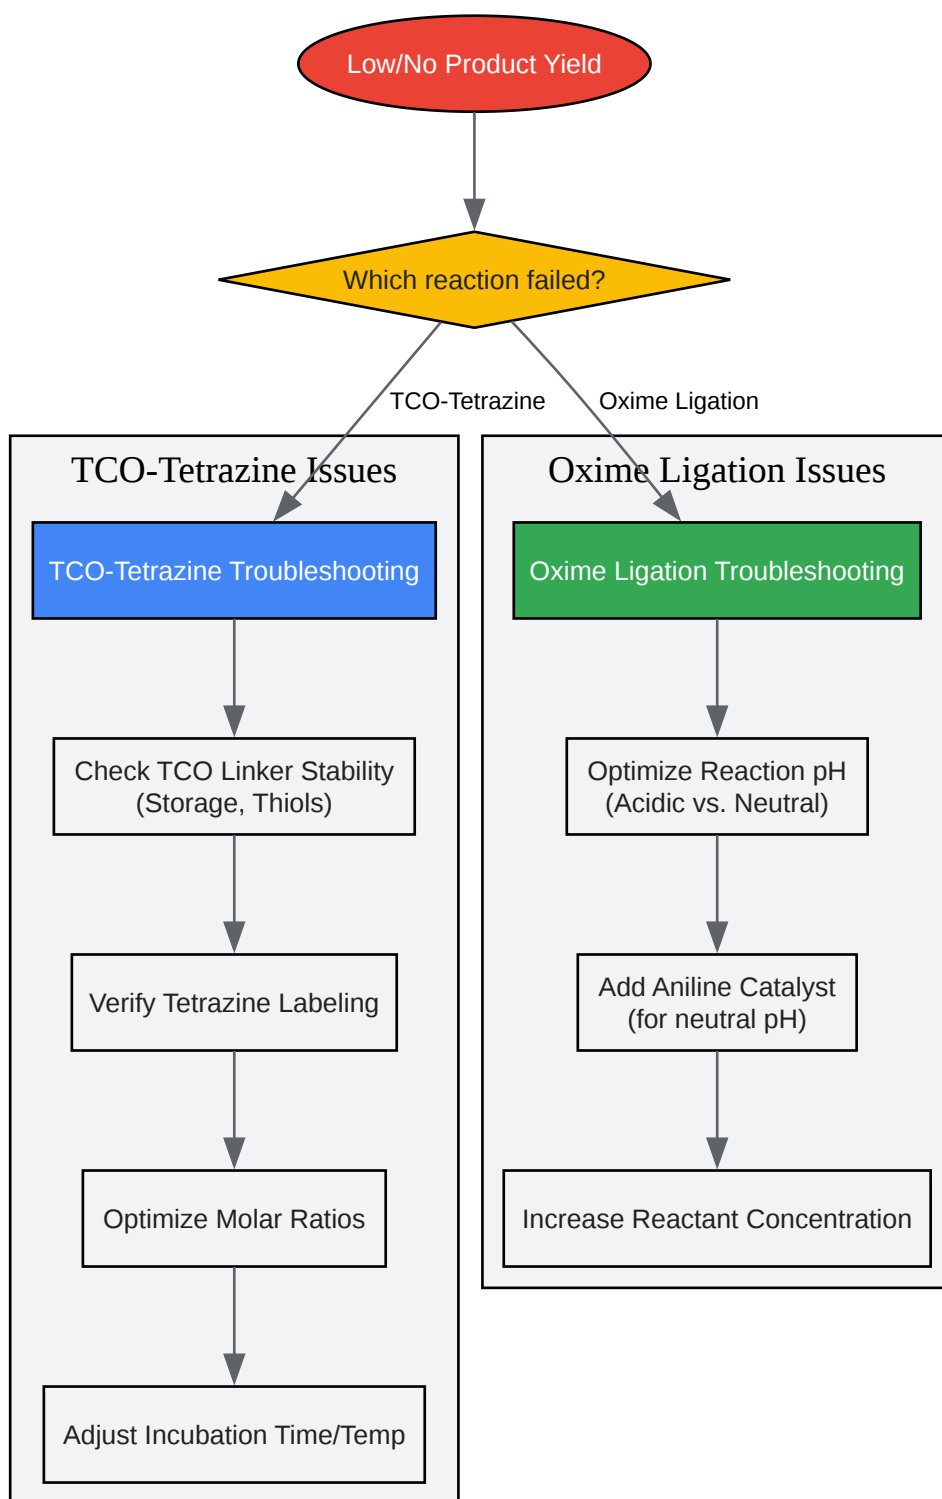 Low/No Product Yield
Which reaction failed?
TCO-Tetrazine
Oxime Ligation
TCO-Tetrazine Issues
TCO-Tetrazine Troubleshooting
Check TCO Linker Stability
(Storage, Thiols)
Verify Tetrazine Labeling
Optimize Molar Ratios
Adjust Incubation Time/Temp
Oxime Ligation Issues
Oxime Ligation Troubleshooting
Optimize Reaction pH
(Acidic vs. Neutral)
Add Aniline Catalyst
(for neutral pH)
Increase Reactant Concentration